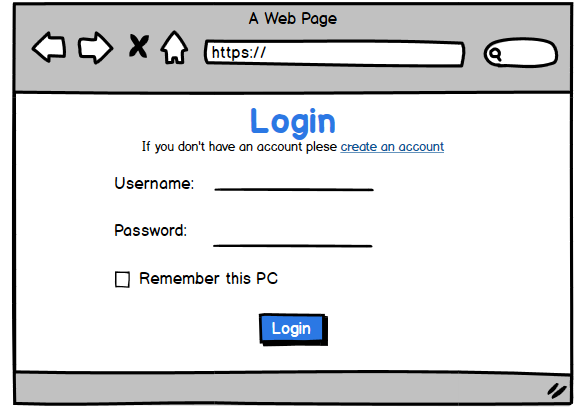 A Web Page
https://
Login
If you don't have an account plese create an account
Username:
Password:
Remember this PC
Login